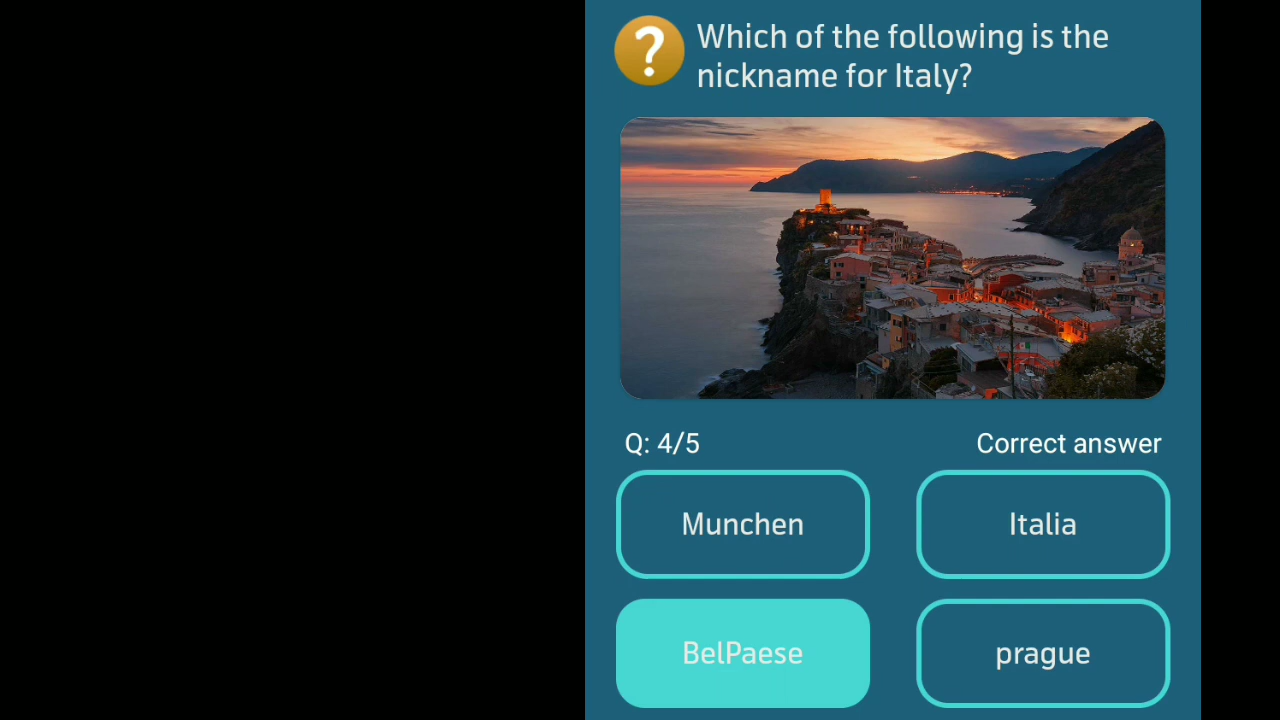 ?
Which of the following is the
nickname for Italy?
Q: 4/5
Correct answer
Munchen
Italia
BelPaese
prague